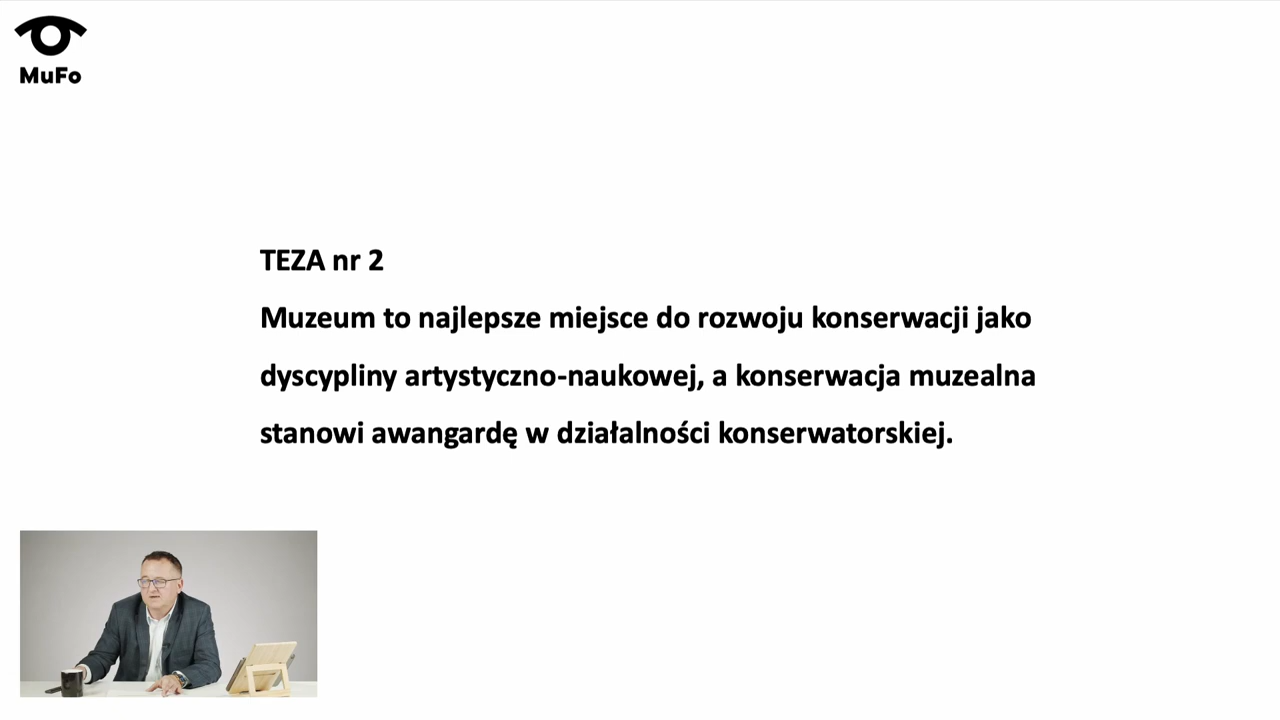 MuFo
TEZA nr 2
Muzeum to najlepsze miejsce do rozwoju konserwacji jako
dyscypliny artystyczno-naukowej, a konserwacja muzealna
stanowi awangardę w działalności konserwatorskiej.